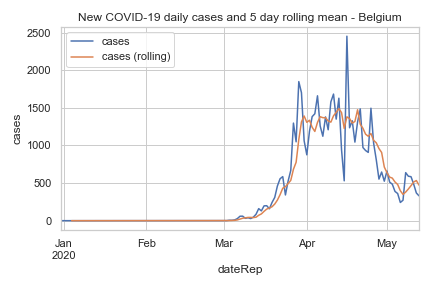 New COVID-19 daily cases and 5 day rolling mean - Belgium
cases
cases (rolling)
2500
2000
1500
1000
500
0
cases
Jan
2020
Feb
Mar
Apr
May
dateRep